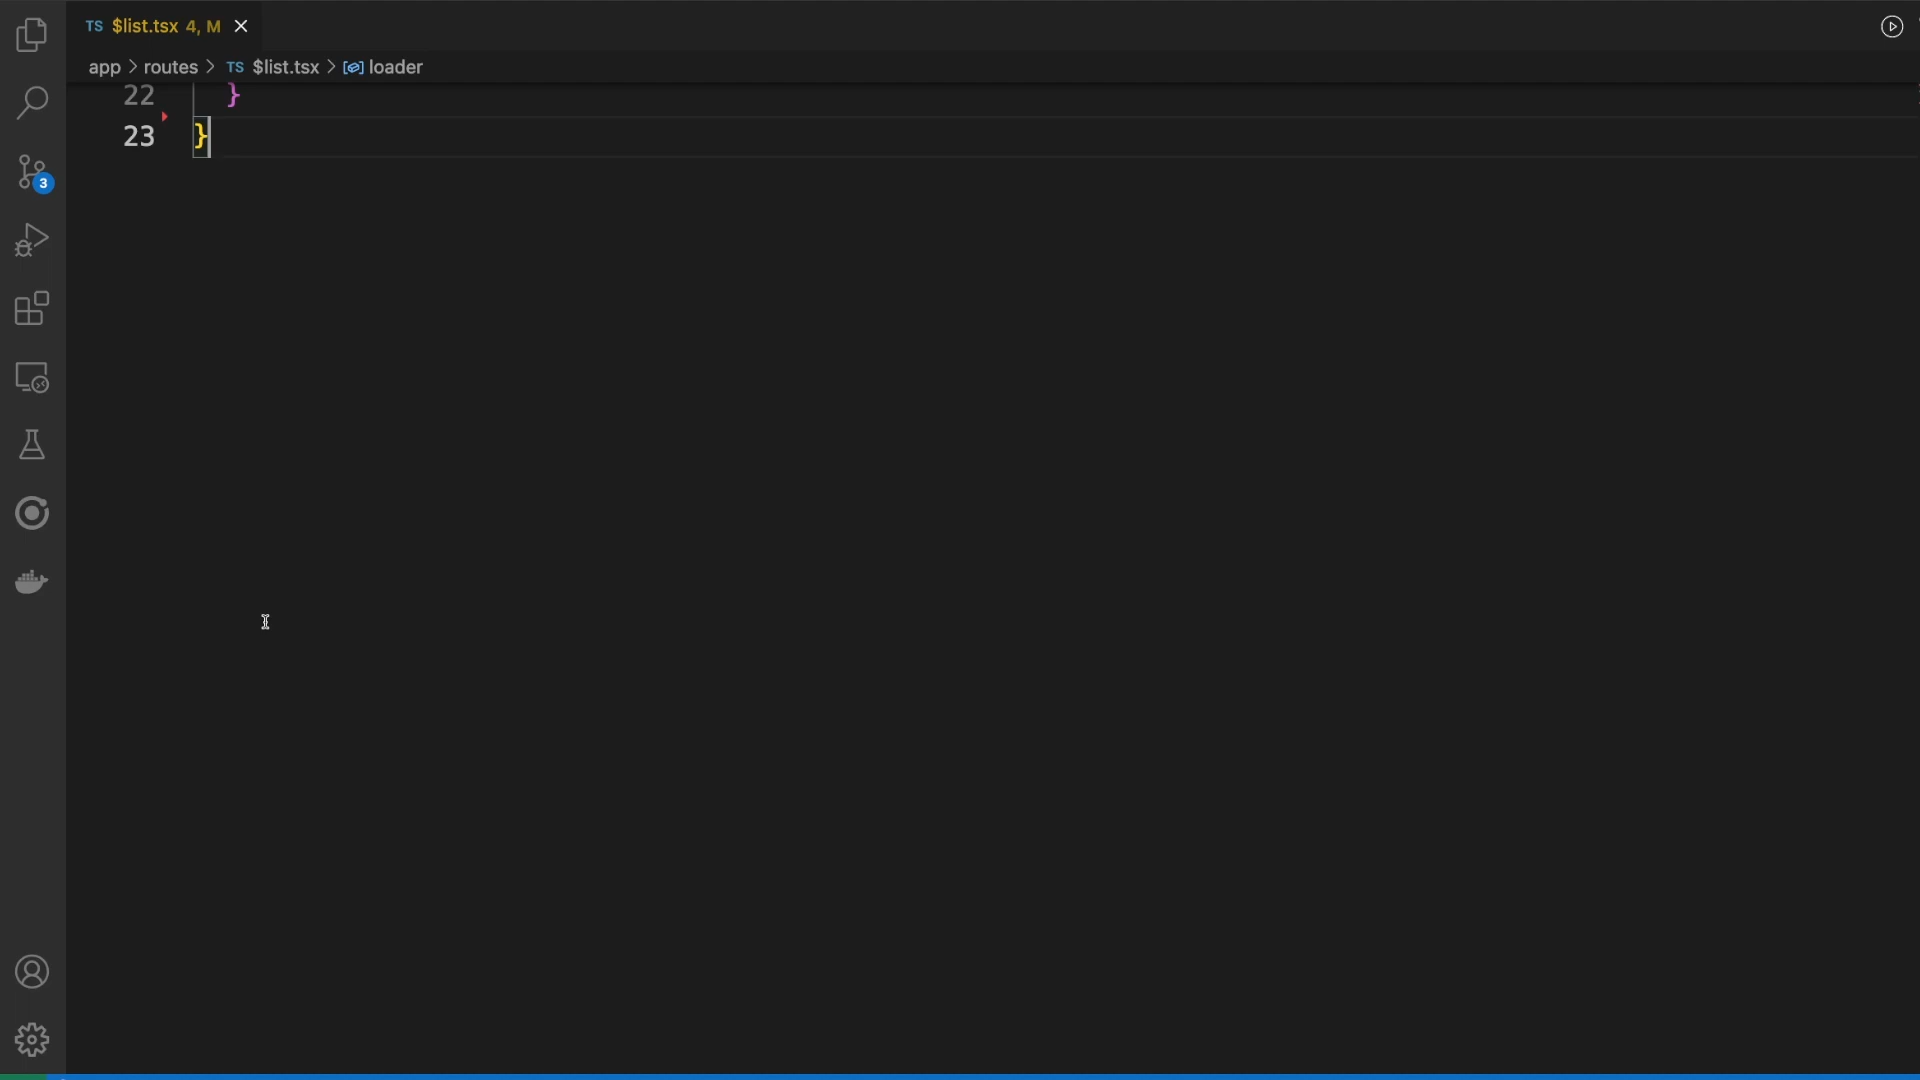 TS $list.tsx 4, M
app > routes > TS $list.tsx > loader
22 }
23 }
3